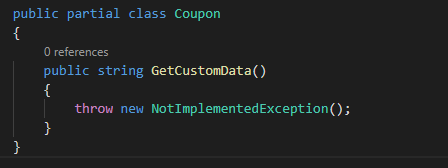 public partial class Coupon
{
0 references
public string GetCustomData()
{
throw new NotImplementedException();
}
}